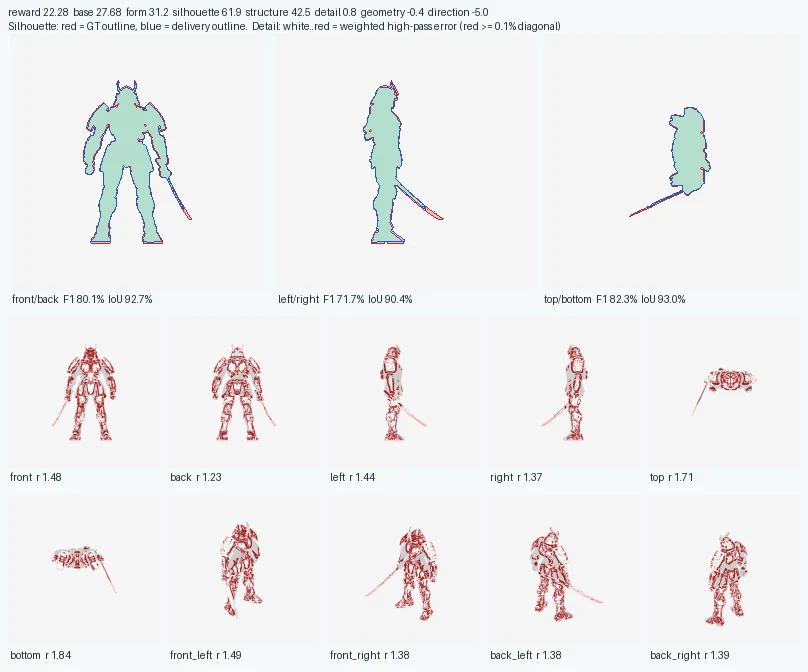 reward 22.28 base 27.68 form 31.2 silhouette 61.9 structure 42.5 detail 0.8 geometry -0.4 direction -5.0
Silhouette: red = GT outline, blue = delivery outline. Detail: white..red = weighted high-pass error (red >= 0.1% diagonal)
front/back F1 80.1% IoU 92.7%
left/right F1 71.7% IoU 90.4%
top/bottom F1 82.3% IoU 93.0%
front r 1.48
back r 1.23
left r 1.44
right r 1.37
top r 1.71
bottom r 1.84
front_left r 1.49
front_right r 1.38
back_left r 1.38
back_right r 1.39